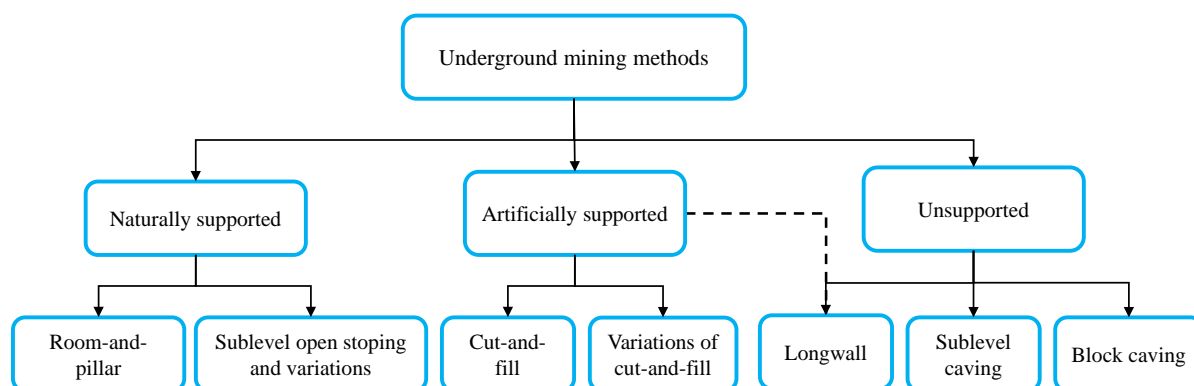 Underground mining methods
Naturally supported
Artificially supported
Unsupported
Room-and-
pillar
Sublevel open stoping
and variations
Cut-and-
fill
Variations of
cut-and-fill
Longwall
Sublevel
caving
Block caving